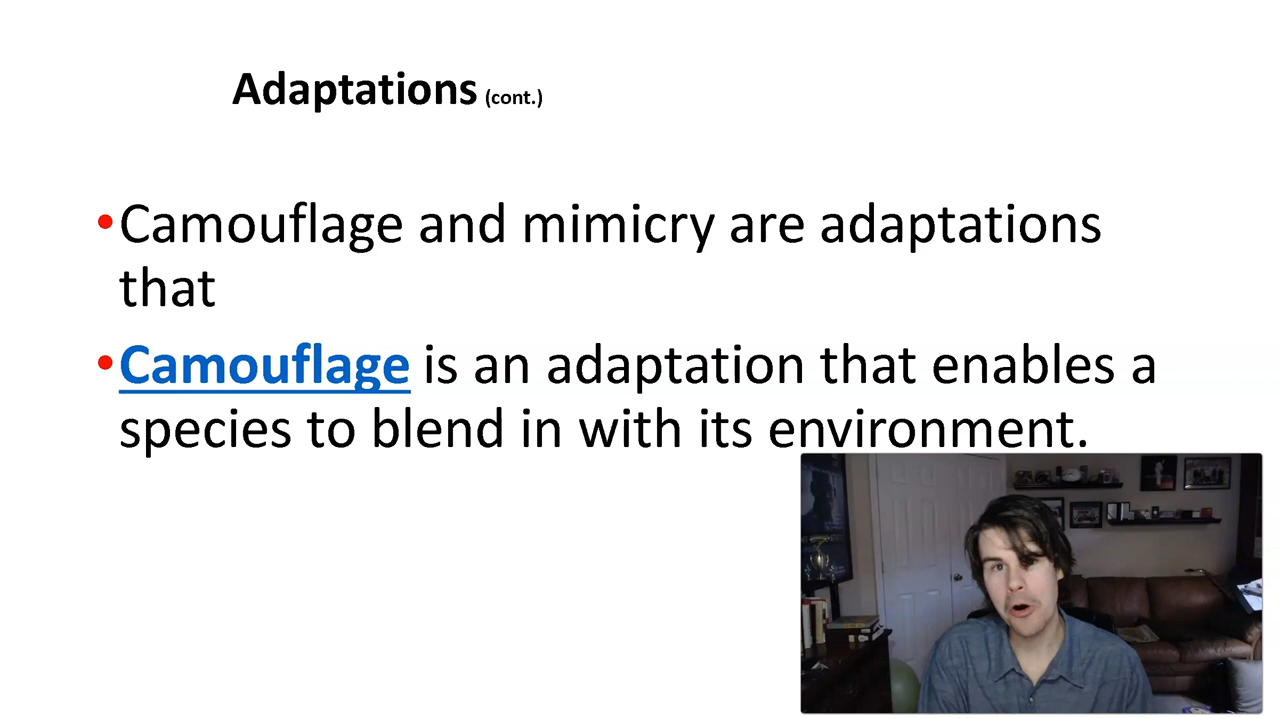 Adaptations (cont.)
•Camouflage and mimicry are adaptations
that
•Camouflage is an adaptation that enables a
species to blend in with its environment.